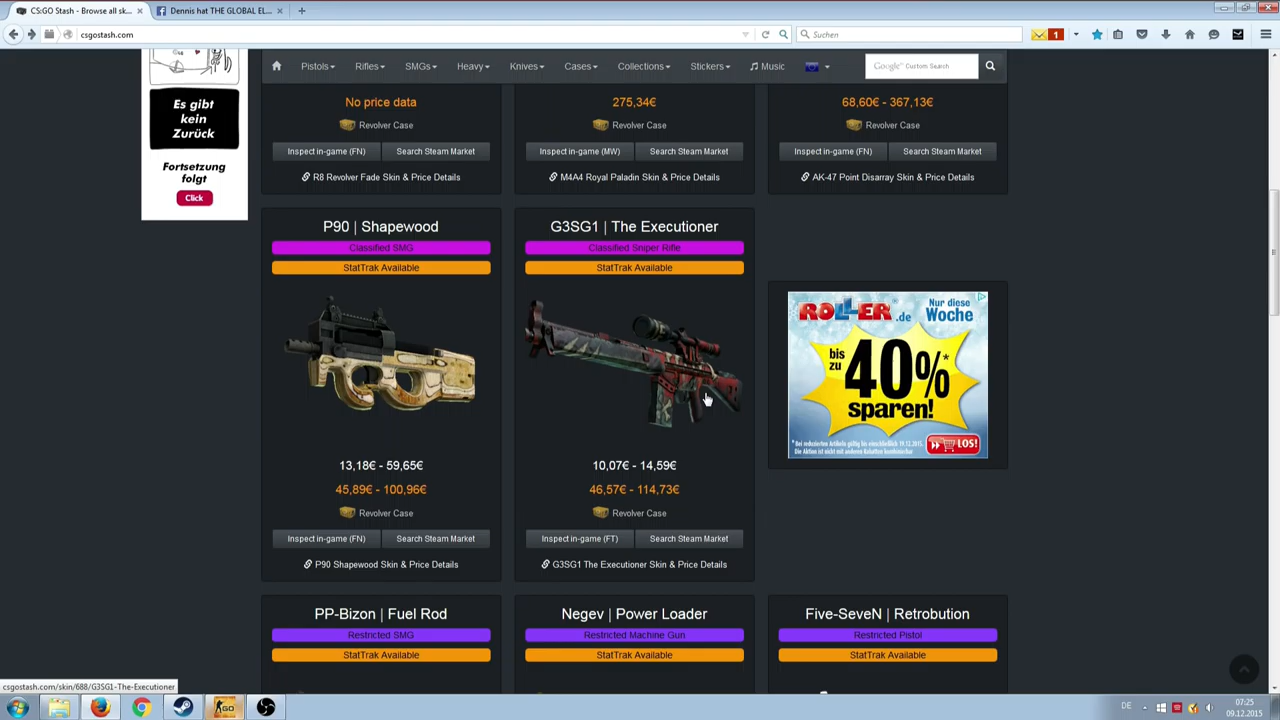 CS:GO Stash - Browse all sk...
Dennis hat THE GLOBAL EL...
csgostash.com
Suchen
1
Pistols
Rifles
SMGs
Heavy
Knives
Cases
Collections
Stickers
Music
Google™ Custom Search
Es gibt
kein
Zurück
Fortsetzung
folgt
Click
No price data
Revolver Case
Inspect in-game (FN)
Search Steam Market
R8 Revolver Fade Skin & Price Details
275,34€
Revolver Case
Inspect in-game (MW)
Search Steam Market
M4A4 Royal Paladin Skin & Price Details
68,60€ - 367,13€
Revolver Case
Inspect in-game (FN)
Search Steam Market
AK-47 Point Disarray Skin & Price Details
P90 | Shapewood
Classified SMG
StatTrak Available
13,18€ - 59,65€
45,89€ - 100,96€
Revolver Case
Inspect in-game (FN)
Search Steam Market
P90 Shapewood Skin & Price Details
G3SG1 | The Executioner
Classified Sniper Rifle
StatTrak Available
10,07€ - 14,59€
46,57€ - 114,73€
Revolver Case
Inspect in-game (FT)
Search Steam Market
G3SG1 The Executioner Skin & Price Details
ROLLER.de
Nur diese
Woche
bis
zu
40%*
sparen!
LOS!
PP-Bizon | Fuel Rod
Restricted SMG
StatTrak Available
Negev | Power Loader
Restricted Machine Gun
StatTrak Available
Five-SeveN | Retrobution
Restricted Pistol
StatTrak Available
csgostash.com/skin/688/G3SG1-The-Executioner
GO
DE
07:25
09.12.2015